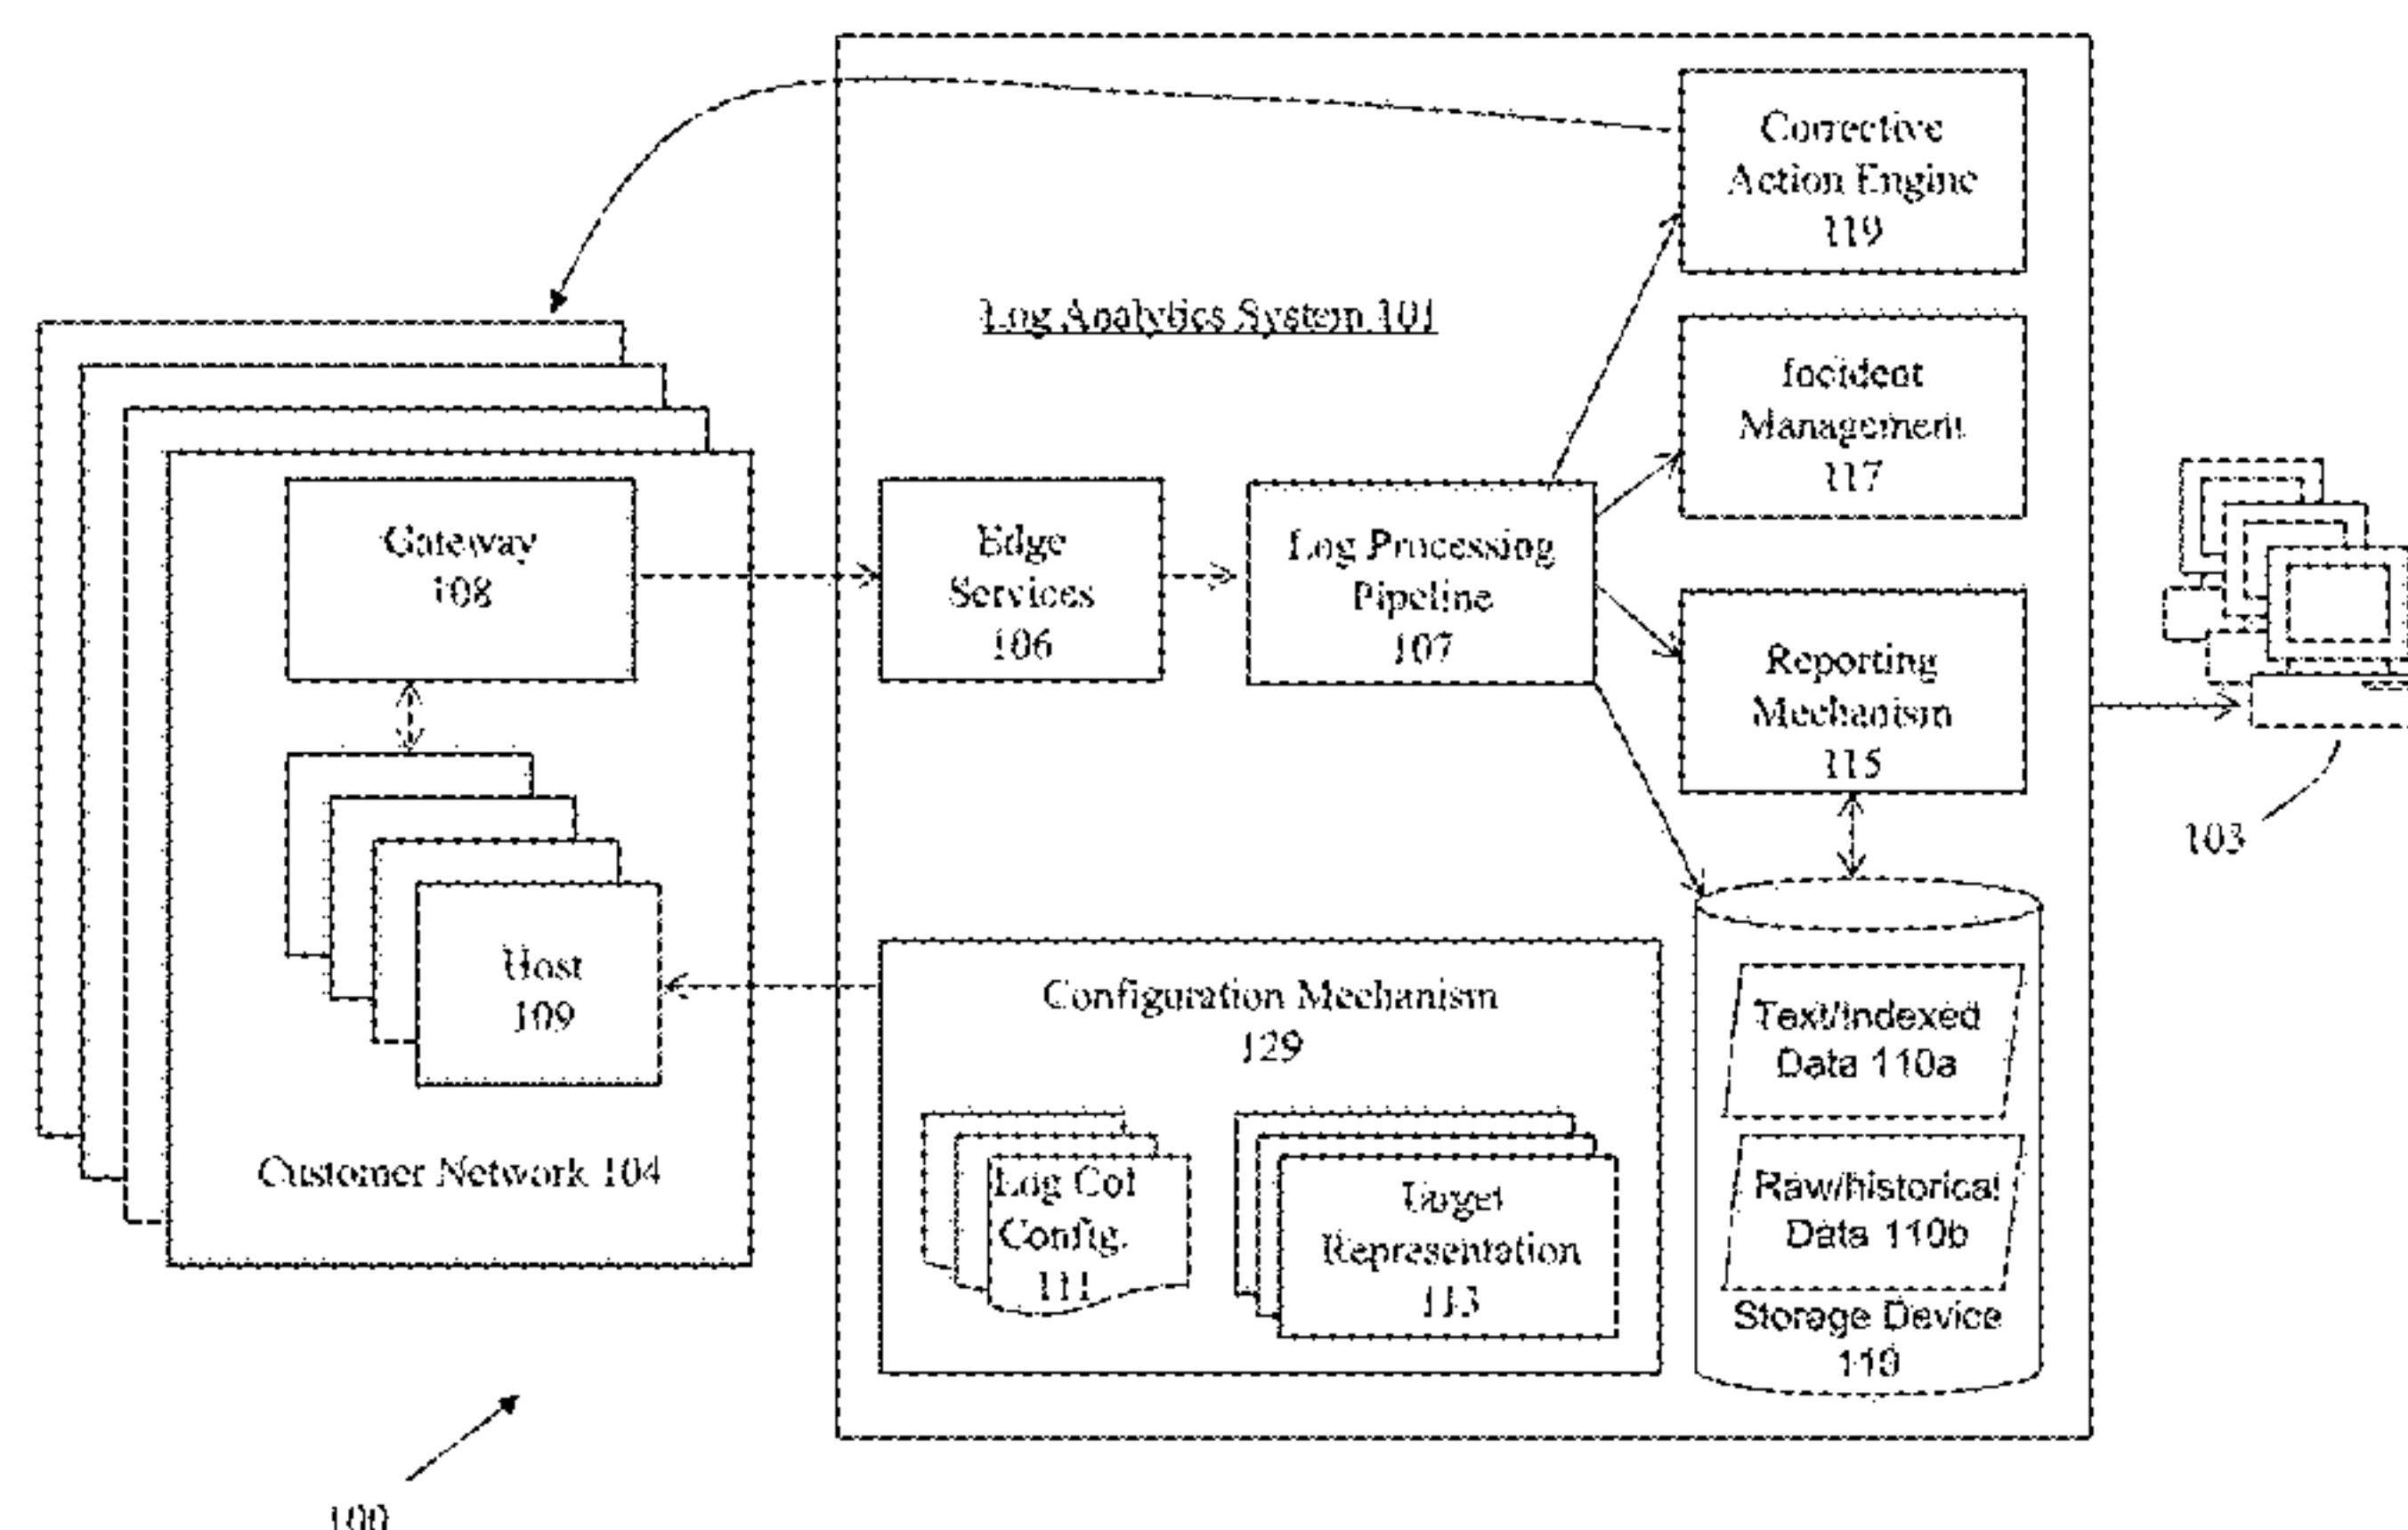 Corrective
Action Engine
119
Log Analytics System 101
Incident
Management
117
Gateway
108
Edge
Services
106
Log Processing
Pipeline
107
Reporting
Mechanism
115
103
Host
109
Configuration Mechanism
129
Text/Indexed
Data 110a
Customer Network 104
Log Col
Config.
111
Target
Representation
113
Raw/historical
Data 110b
Storage Device
110
100